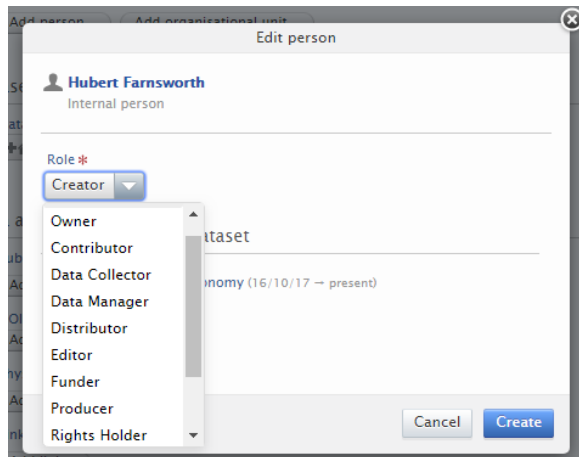 Add person
Add organisational unit
Edit person
Hubert Farnsworth
Internal person
Role *
Creator
Owner
Contributor
Data Collector
Data Manager
Distributor
Editor
Funder
Producer
Rights Holder
ataset
onomy (16/10/17 → present)
Cancel
Create